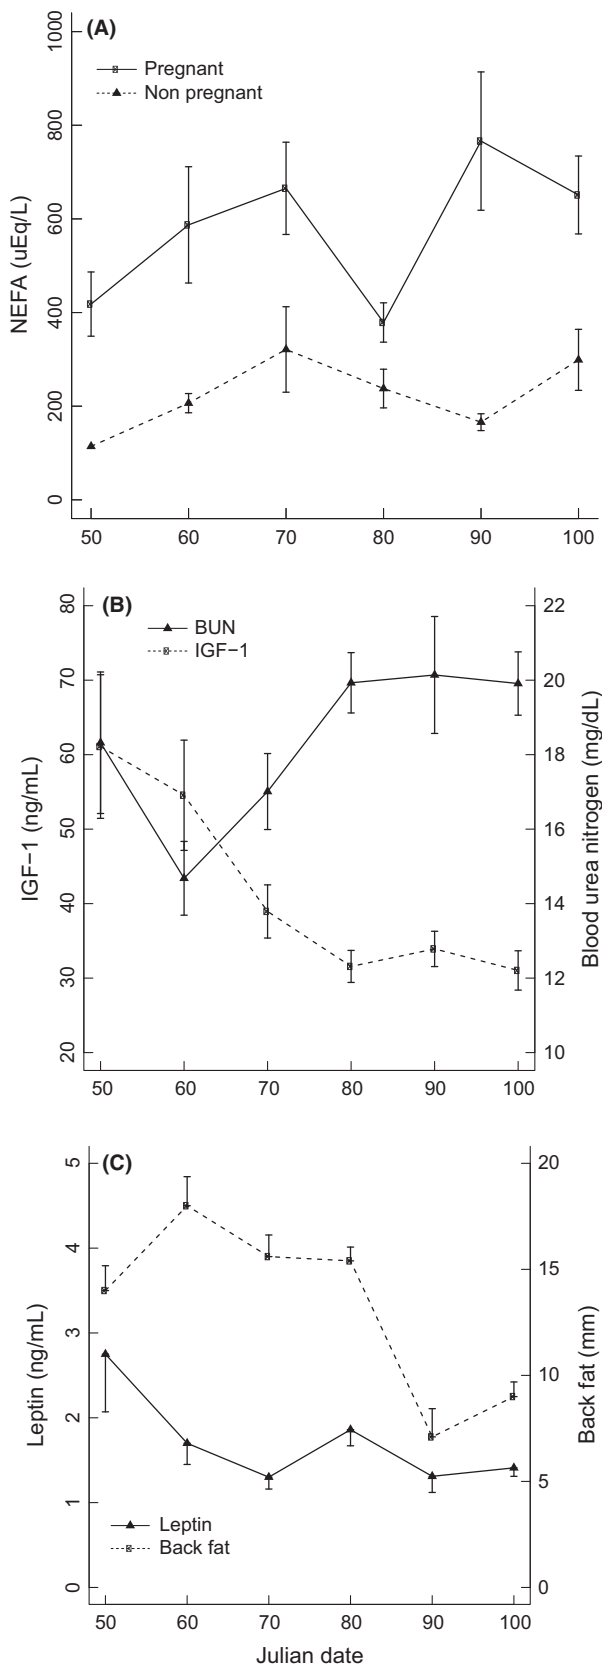 (A)
Pregnant
Non pregnant
NEFA (uEq/L)
1000
800
600
400
200
0
50 60 70 80 90 100
(B)
BUN
IGF−1
IGF−1 (ng/mL)
80
70
60
50
40
30
20
Blood urea nitrogen (mg/dL)
22
20
18
16
14
12
10
50 60 70 80 90 100
(C)
Leptin (ng/mL)
5
4
3
2
1
0
Back fat (mm)
20
15
10
5
0
Leptin
Back fat
50 60 70 80 90 100
Julian date